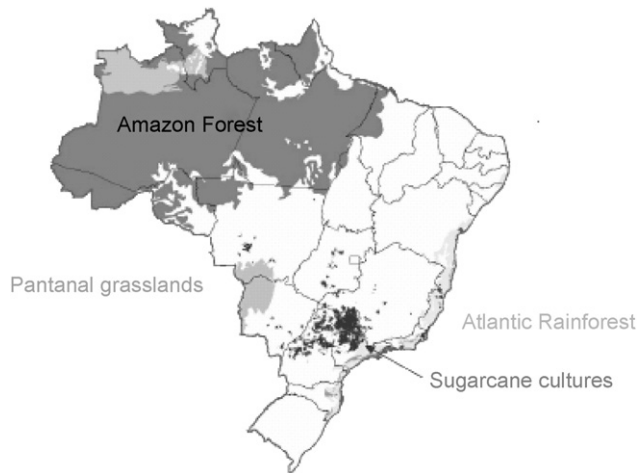 Amazon Forest
Pantanal grasslands
Atlantic Rainforest
Sugarcane cultures